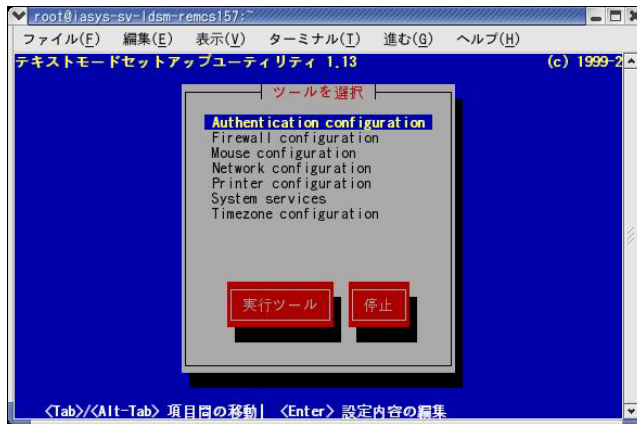 root@iasys-sv-ldsm-remcs157:~
ファイル(F) 編集(E) 表示(V) ターミナル(T) 進む(G) ヘルプ(H)
テキストモードセットアップユーティリティ 1.13 (c) 1999-2
ツールを選択
Authentication configuration
Firewall configuration
Mouse configuration
Network configuration
Printer configuration
System services
Timezone configuration
実行ツール 停止
<Tab>/<Alt-Tab> 項目間の移動| <Enter> 設定内容の編集